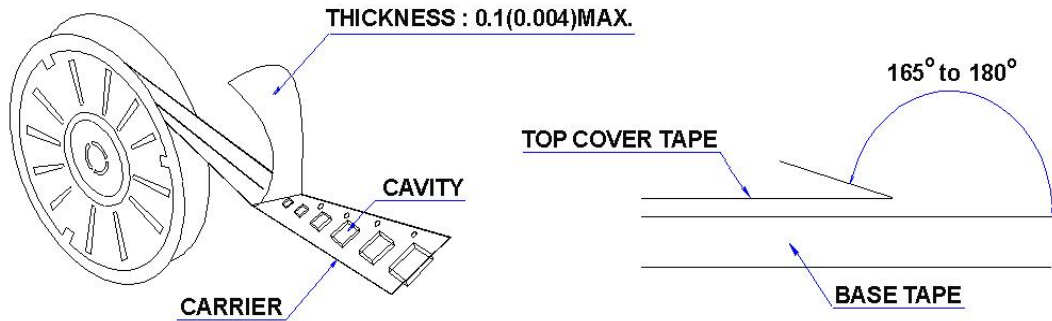 THICKNESS : 0.1(0.004)MAX.
CAVITY
CARRIER
165° to 180°
TOP COVER TAPE
BASE TAPE